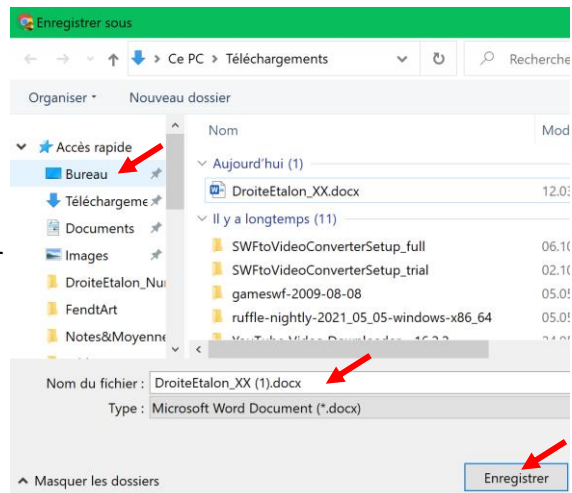 Enregistrer sous
Ce PC > Téléchargements
Recherche
Organiser
Nouveau dossier
Nom
Mod
Accès rapide
Aujourd'hui (1)
Bureau
DroiteEtalon_XX.docx
12.03
Téléchargeme
Il y a longtemps (11)
Documents
SWFtoVideoConverterSetup_full
06.10
Images
SWFtoVideoConverterSetup_trial
02.10
DroiteEtalon_Nu
gameswf-2009-08-08
05.05
FendtArt
ruffle-nightly-2021_05_05-windows-x86_64
05.05
Notes&Moyenne
Nom du fichier : DroiteEtalon_XX (1).docx
Type : Microsoft Word Document (*.docx)
Masquer les dossiers
Enregistrer